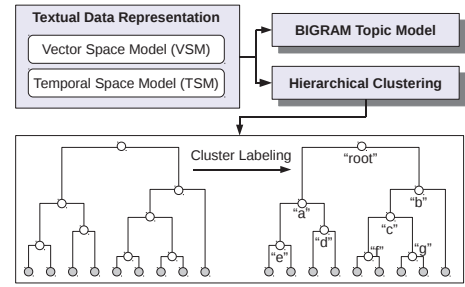 Textual Data Representation
Vector Space Model (VSM)
Temporal Space Model (TSM)
BIGRAM Topic Model
Hierarchical Clustering
Cluster Labeling
“root”
“a”
“b”
“c”
“d”
“e”
“f”
“g”